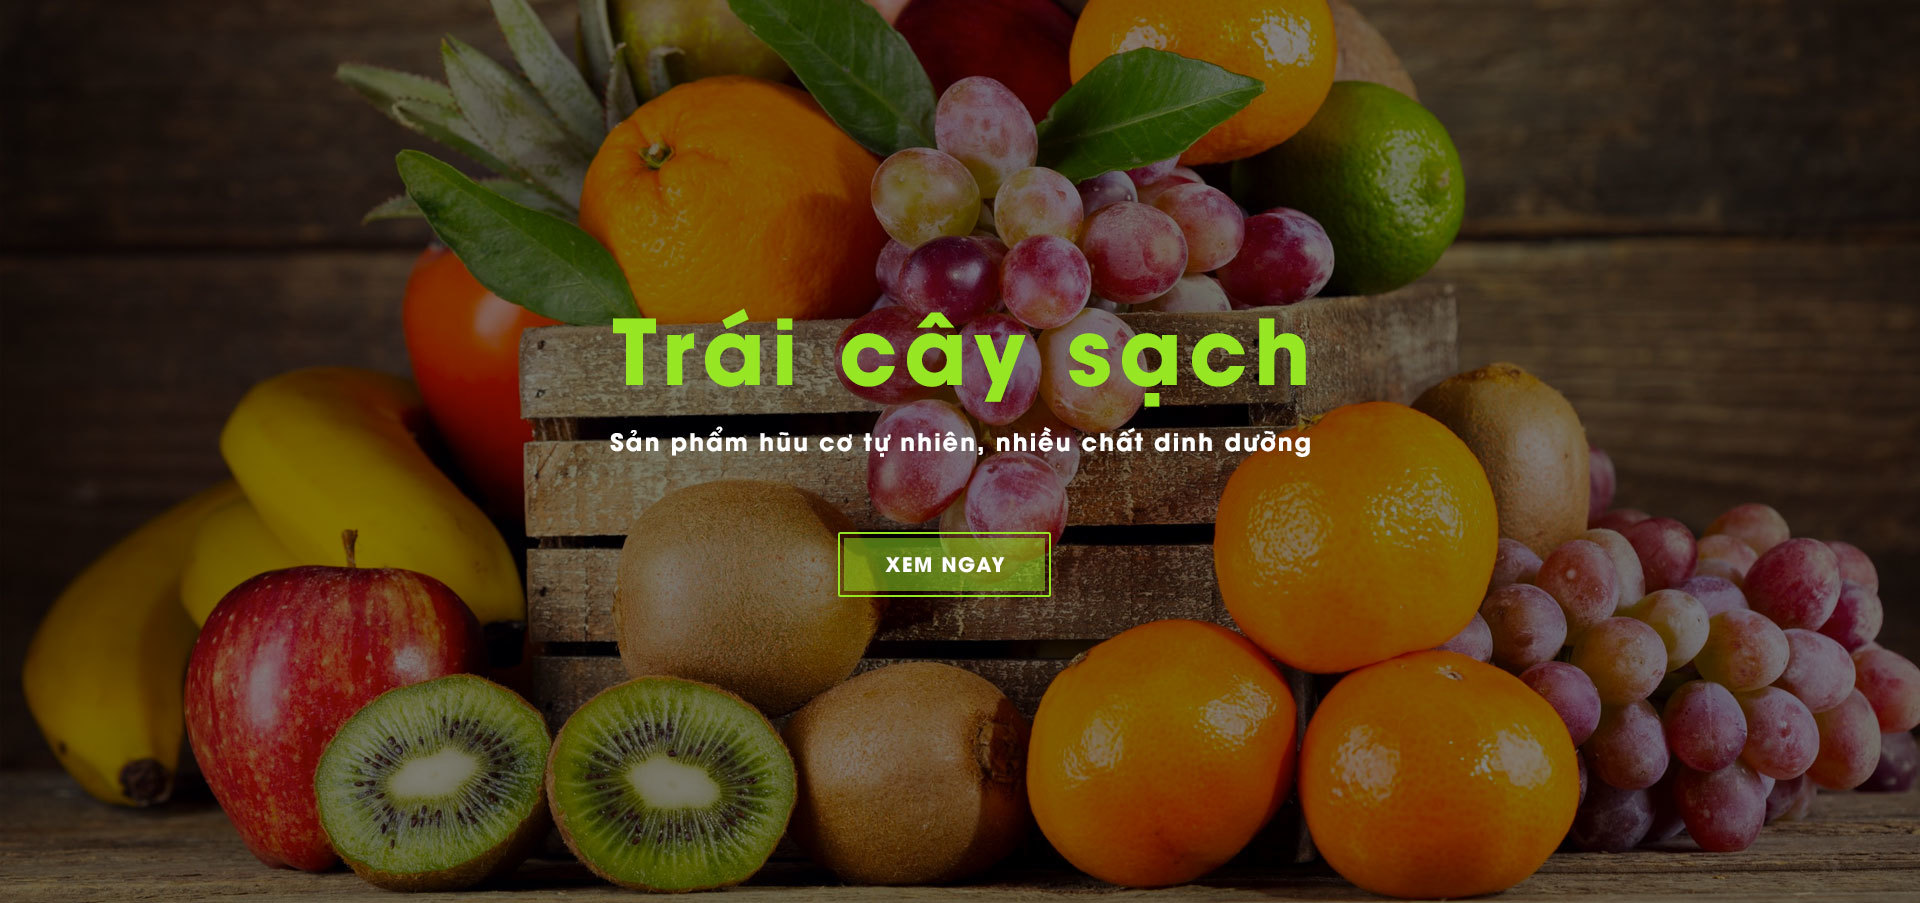 Trái cây sạch
Sản phẩm hũu cơ tự nhiên, nhiều chất dinh dưỡng
XEM NGAY